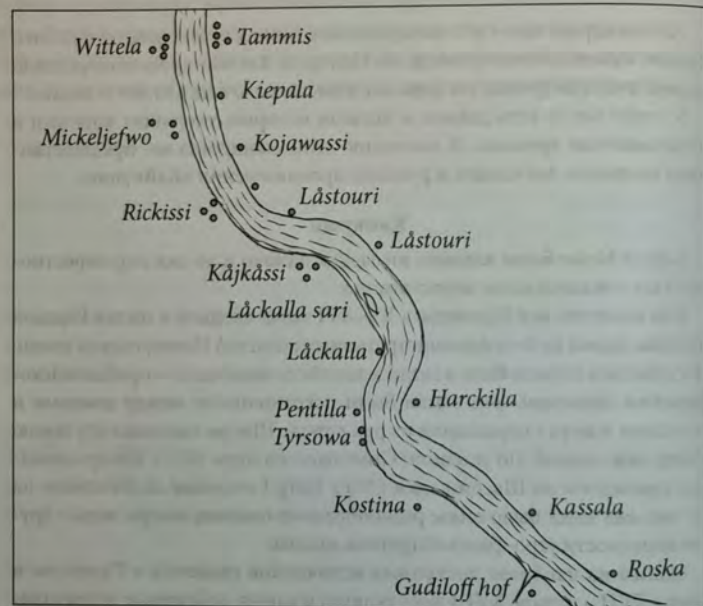 Wittela
Tammis
Kiepala
Mickeljefwo
Kojawassi
Rickissi
Låstouri
Låstouri
Kåjkåssi
Låckalla sari
Låckalla
Harckilla
Pentilla
Tyrsowa
Kostina
Kassala
Roska
Gudiloff hof